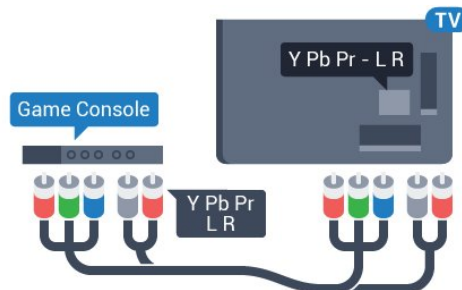 TV
Y Pb Pr - L R
Game Console
Y Pb Pr
L R